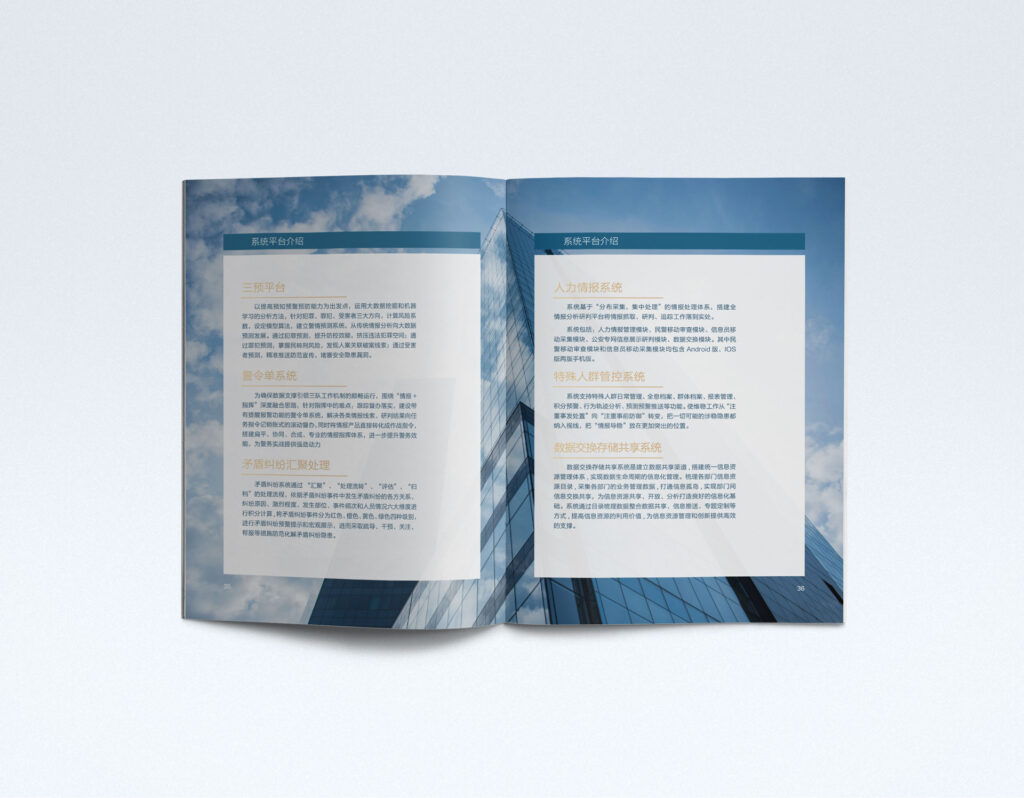 系统平台介绍
三预平台
以提高预知预警预防能力为出发点，运用大数据挖掘和机器
学习的分析方法，针对犯罪、罪犯、受害者三大方向，计算风险系
数，设定模型算法，建立警情预测系统。从传统情报分析向大数据
预测发展。通过犯罪预测，提升防控效能，挤压违法犯罪空间；通
过罪犯预测，掌握民转刑风险，发现人案关联破案线索；通过受害
者预测，精准推送防范宣传，堵塞安全隐患漏洞。
警令单系统
为确保数据支撑引领三队工作机制的顺畅运行，围绕“情报+
指挥”深度融合思路，针对指挥中的难点，跟踪督办落实，建设带
有提醒报警功能的警令单系统，解决各类情报线索、研判结果向任
务指令记账账式的滚动督办，同时将情报产品直接转化成作战指令，
搭建扁平、协同、合成、专业的情报指挥体系，进一步提升警务效
能，为警务实战提供强劲动力
矛盾纠纷汇聚处理
矛盾纠纷系统通过“汇聚”、“处理流转”、“评估”、“归
档”的处理流程，依据矛盾纠纷事件中发生矛盾纠纷的各方关系、
纠纷原因、激烈程度、发生部位、事件频次和人员情况六大维度进
行积分计算，将矛盾纠纷事件分为红色、橙色、黄色、绿色四种级别，
进行矛盾纠纷预警提示和宏观展示，进而采取疏导、干预、关注、
帮服等措施防范化解矛盾纠纷隐患。
35
系统平台介绍
人力情报系统
系统基于“分布采集，集中处理”的情报处理体系，搭建全
情报分析研判平台将情报抓取、研判、追踪工作落到实处。
系统包括，人力情报管理模块、民警移动审查模块、信息员移
动采集模块、公安专网信息展示研判模块、数据交换模块。其中民
警移动审查模块和信息员移动采集模块均包含 Android 版、IOS
版两版手机版。
特殊人群管控系统
系统支持特殊人群日常管理、全息档案、群体档案、报表管理、
积分预警、行为轨迹分析、预测预警推送等功能。使维稳工作从“注
重事发处置”向“注重事前防御”转变，把一切可能的涉稳隐患都
纳入视线，把“情报导稳”放在更加突出的位置。
数据交换存储共享系统
数据交换存储共享系统是建立数据共享渠道，搭建统一信息资
源管理体系，实现数据生命周期的信息化管理。梳理各部门信息资
源目录，采集各部门的业务管理数据，打通信息孤岛，实现部门间
信息交换共享，为信息资源共享、开放、分析打造良好的信息化基
础。系统通过目录梳理数据整合数据共享，信息推送、专题定制等
方式，提高信息资源的利用价值，为信息资源管理和创新提供高效
的支撑。
36